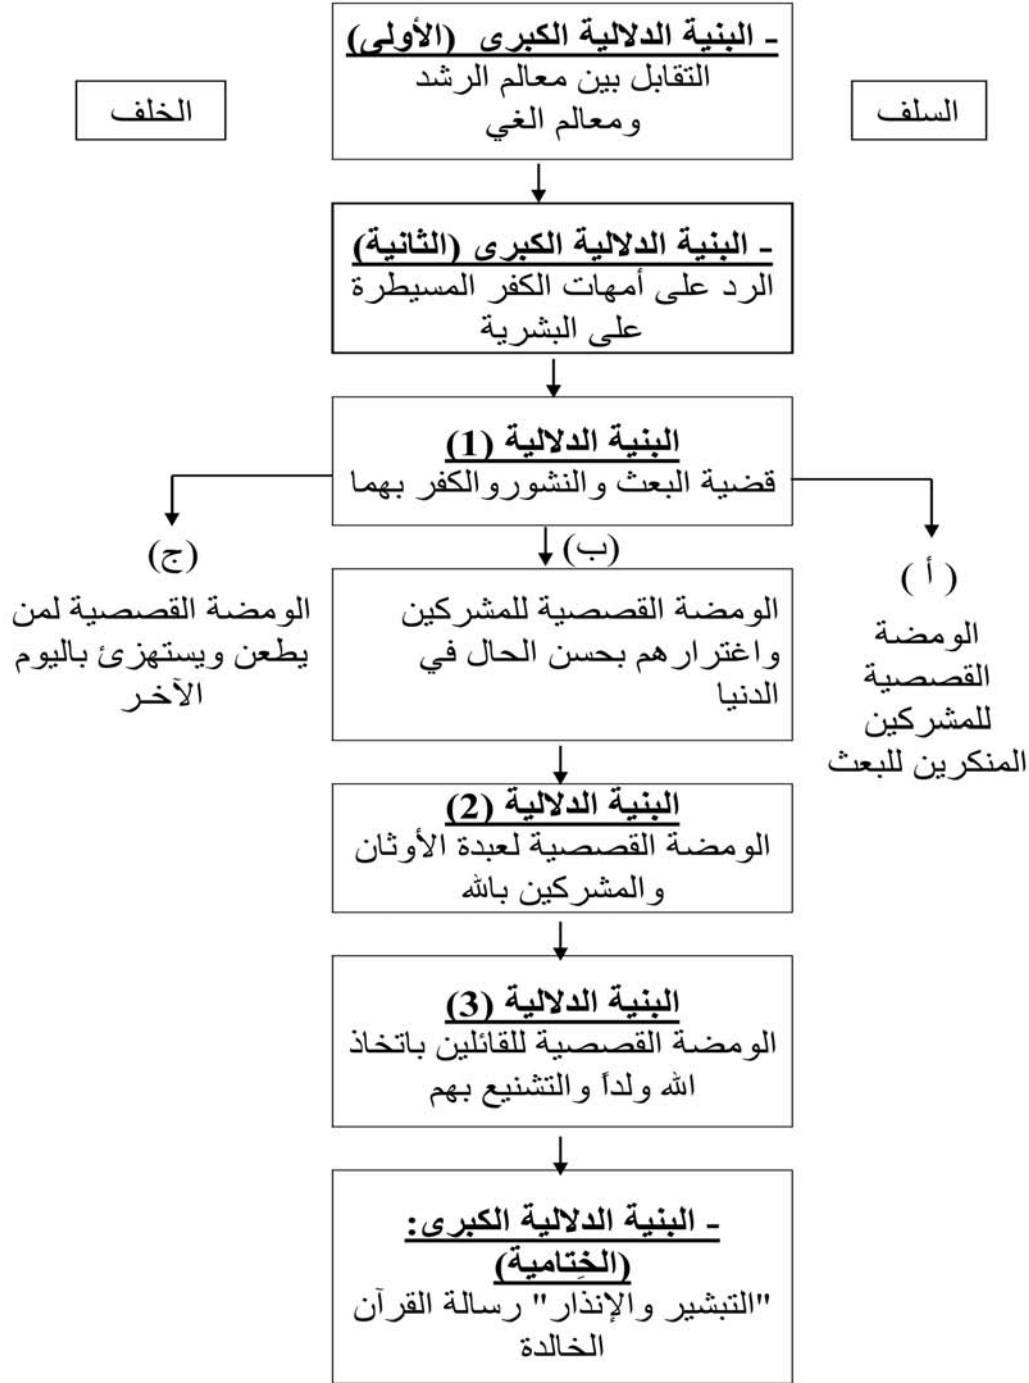 - البنية الدلالية الكبرى (الأولى)
التقابل بين معالم الرشد
ومعالم الغي
السلف
الخلف
- البنية الدلالية الكبرى (الثانية)
الرد على أمهات الكفر المسيطرة
على البشرية
البنية الدلالية (1)
قضية البعث والنشوروالكفر بهما
( أ )
الومضة
القصصية
للمشركين
المنكرين للبعث
(ب)
الومضة القصصية للمشركين
واغترارهم بحسن الحال في
الدنيا
(ج)
الومضة القصصية لمن
يطعن ويستهزئ باليوم
الآخر
البنية الدلالية (2)
الومضة القصصية لعبدة الأوثان
والمشركين بالله
البنية الدلالية (3)
الومضة القصصية للقائلين باتخاذ
الله ولداً والتشنيع بهم
- البنية الدلالية الكبرى:
(الختِامية)
"التبشير والإنذار" رسالة القرآن
الخالدة